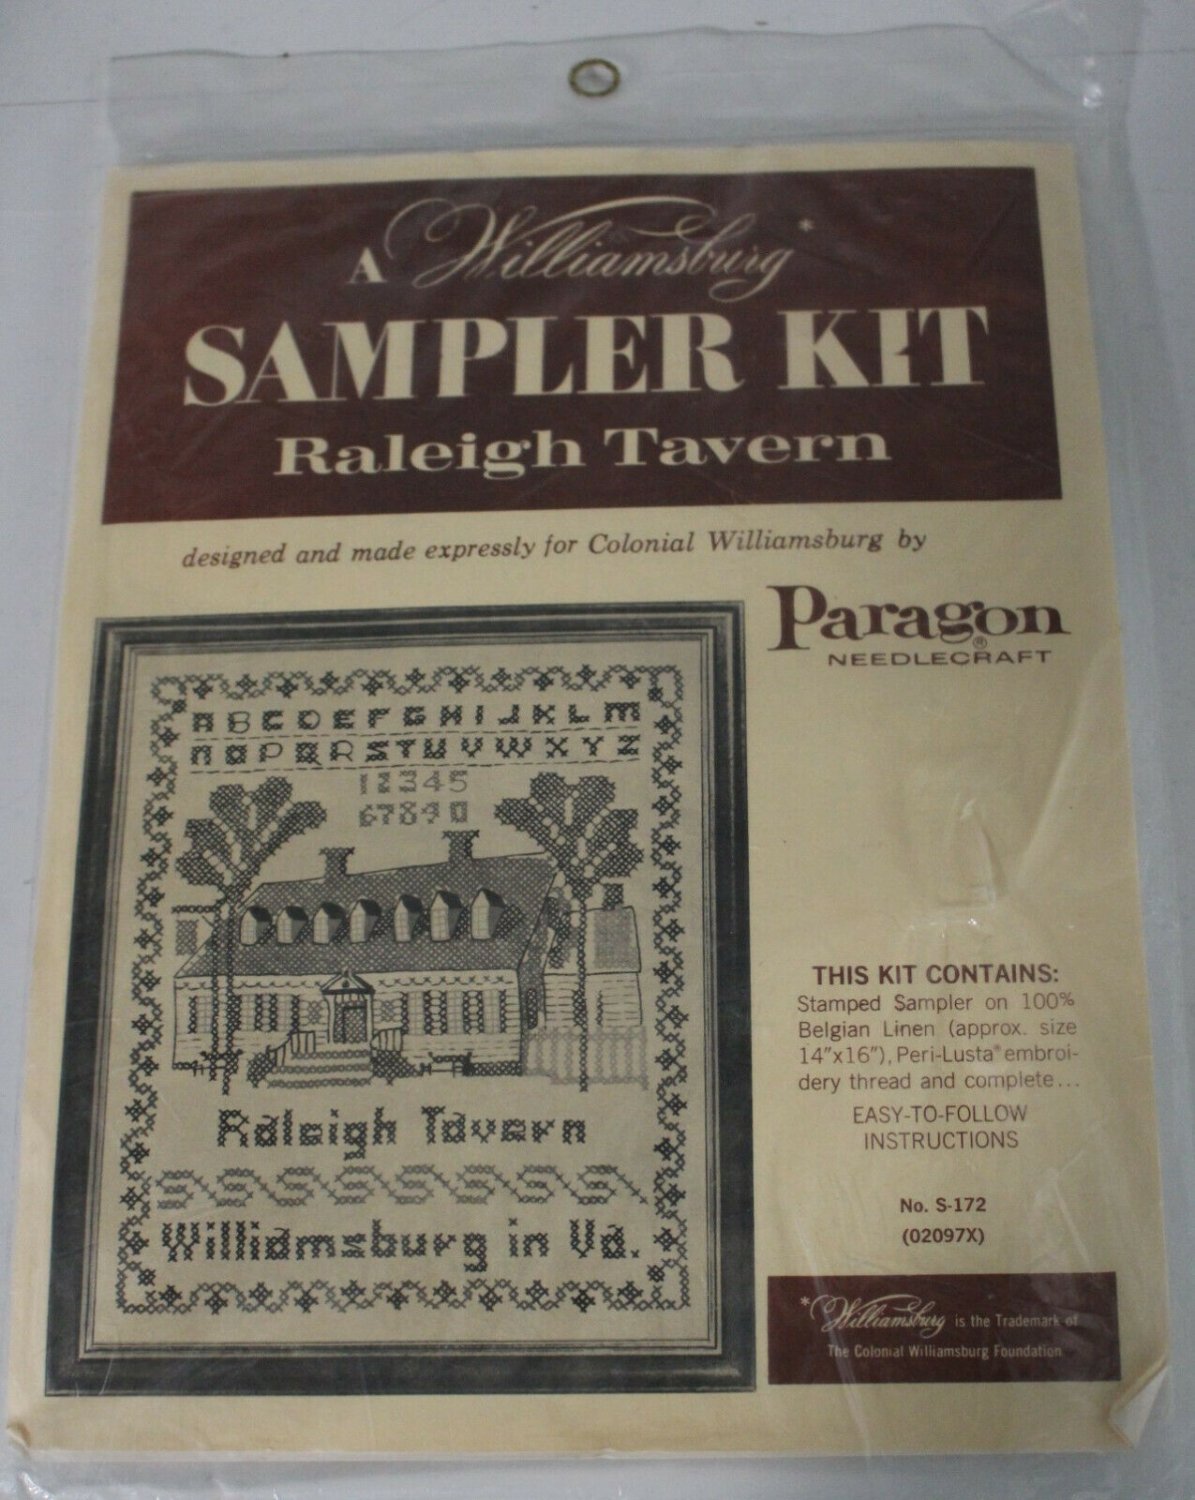 A Williamsburg*
SAMPLER KIT
Raleigh Tavern
designed and made expressly for Colonial Williamsburg by
Paragon®
NEEDLECRAFT
ABCDEFGHIJKLM
NOPQRSTUVWXYZ
12345
67890
Raleigh Tavern
Williamsburg in Va.
THIS KIT CONTAINS:
Stamped Sampler on 100%
Belgian Linen (approx. size
14"x16"), Peri-Lusta® embroi-
dery thread and complete...
EASY-TO-FOLLOW
INSTRUCTIONS
No. S-172
(02097X)
*Williamsburg is the Trademark of
The Colonial Williamsburg Foundation